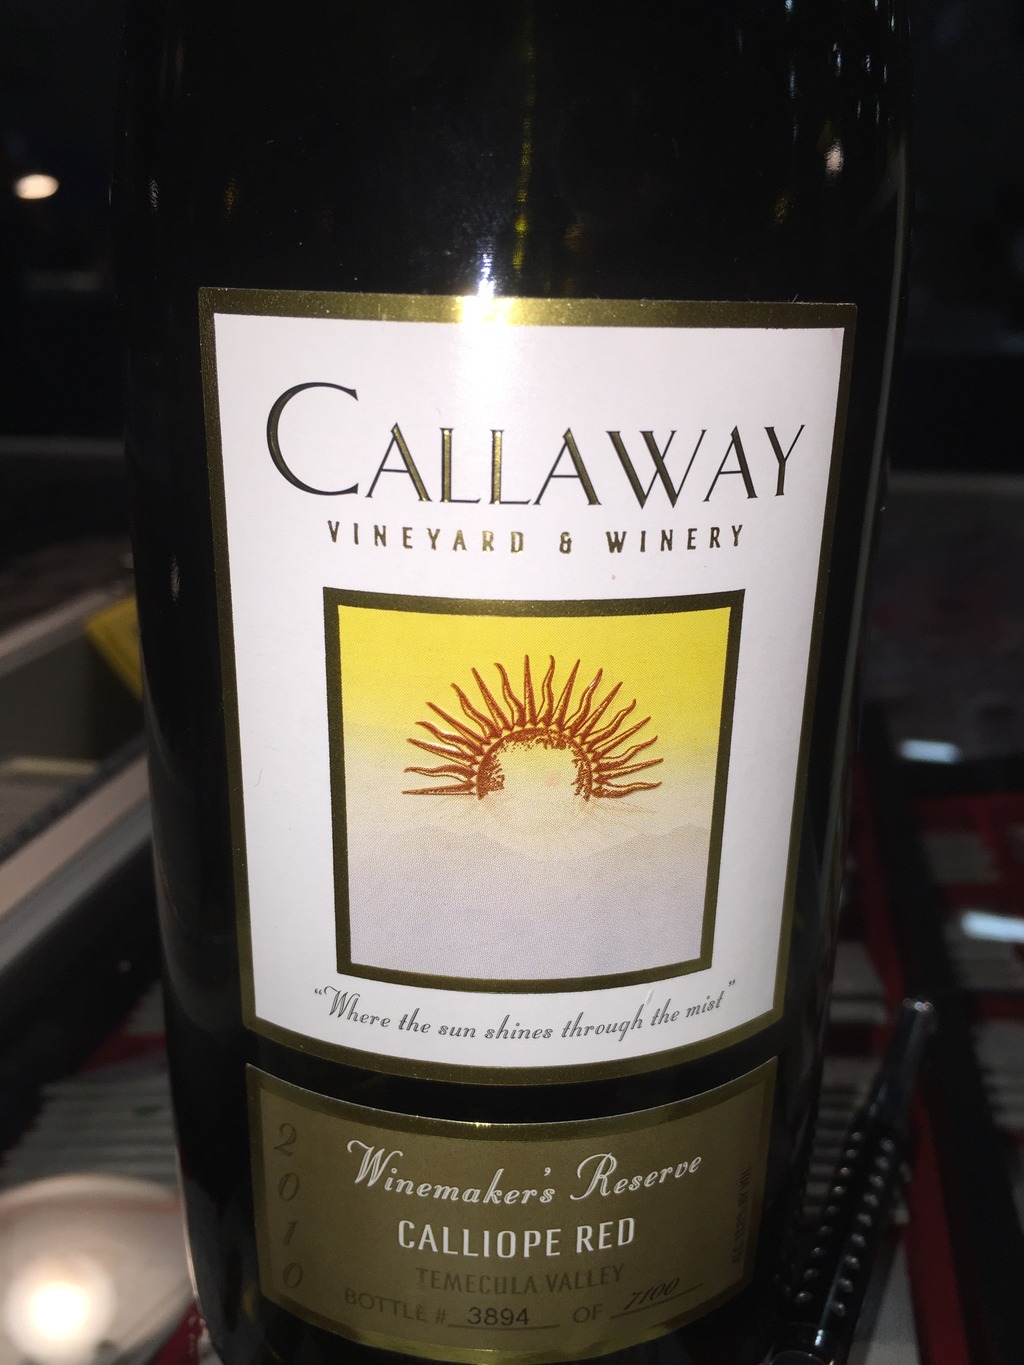 CALLAWAY
VINEYARD & WINERY
"Where the sun shines through the mist"
2010
Winemaker's Reserve
CALLIOPE RED
TEMECULA VALLEY
BOTTLE # 3894 OF 7100